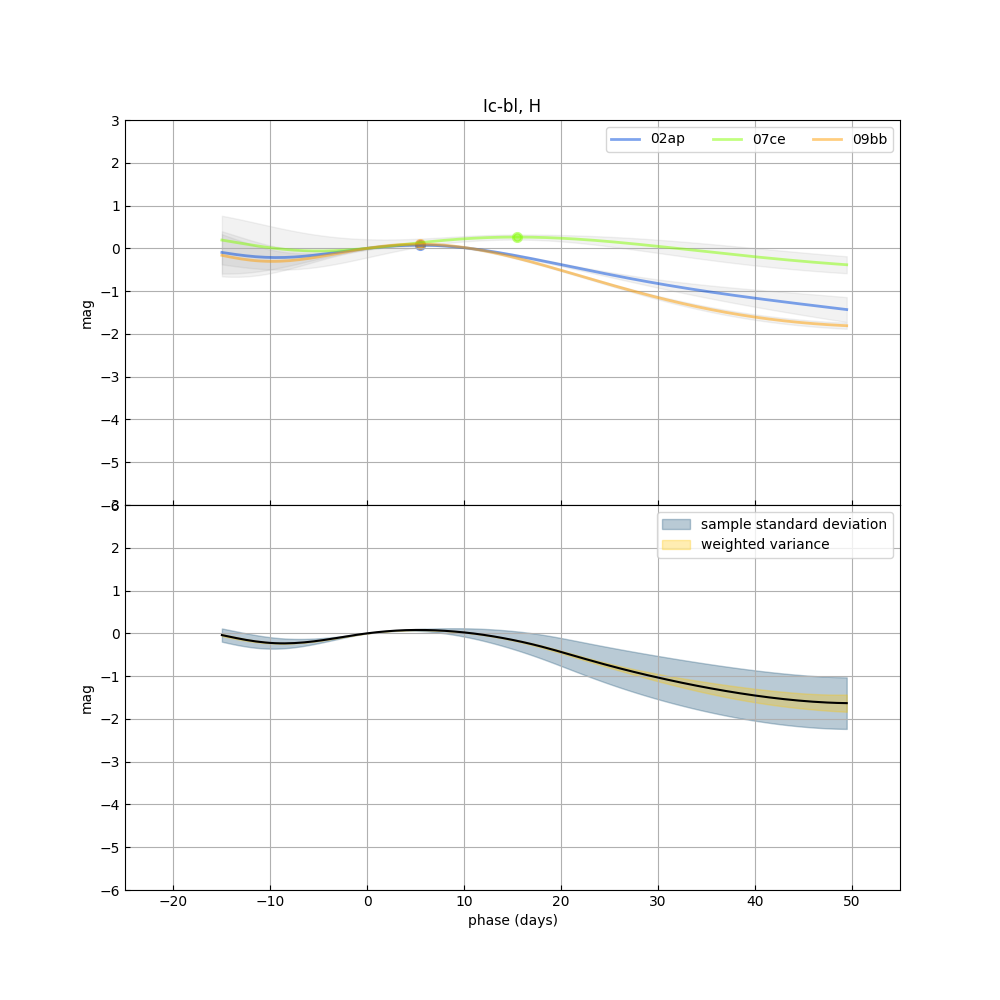 Ic-bl, H
02ap 07ce 09bb
3
2
1
0
−1
−2
−3
−4
−5
−6
mag
3
2
1
0
−1
−2
−3
−4
−5
−6
mag
sample standard deviation
weighted variance
−20 −10 0 10 20 30 40 50
phase (days)